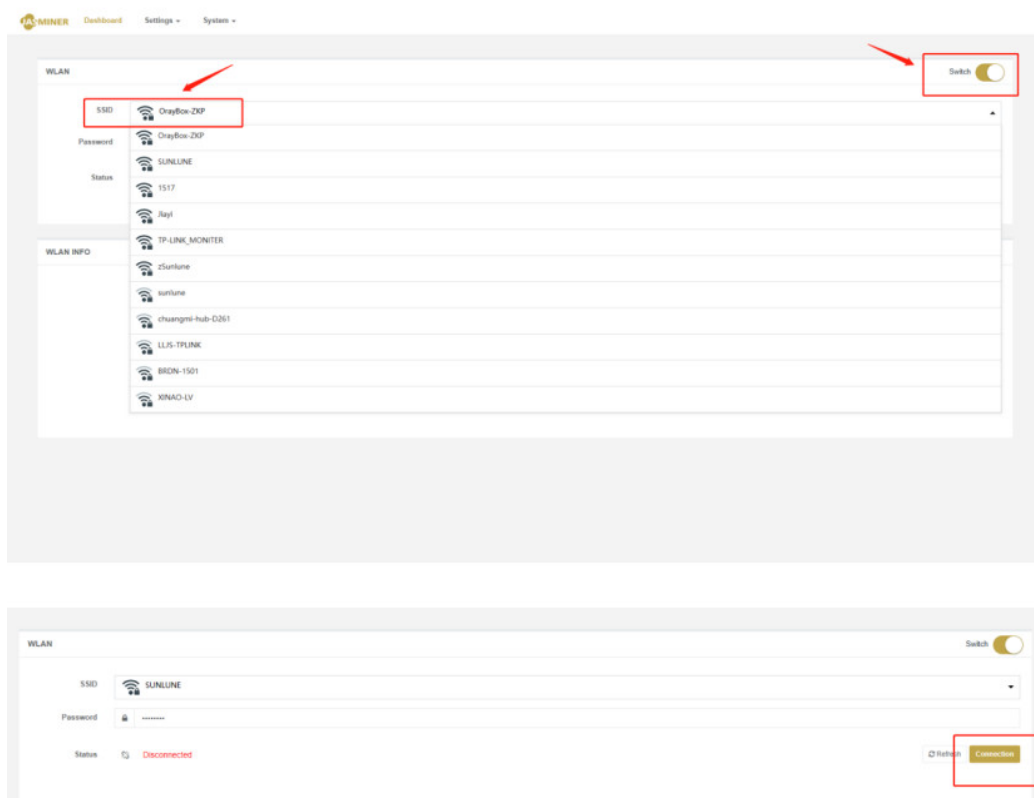 JASMINER Dashboard Settings System
WLAN Switch
SSID OrayBox-ZKP
OrayBox-ZKP
Password
SUNLUNE
Status
1517
Jiayi
TP-LINK_MONITER
WLAN INFO
zSunlune
sunlune
chuangmi-hub-D261
LLJS-TPLINK
BRDN-1501
XINAO-LV
WLAN Switch
SSID SUNLUNE
Password ········
Status Disconnected Refresh Connection